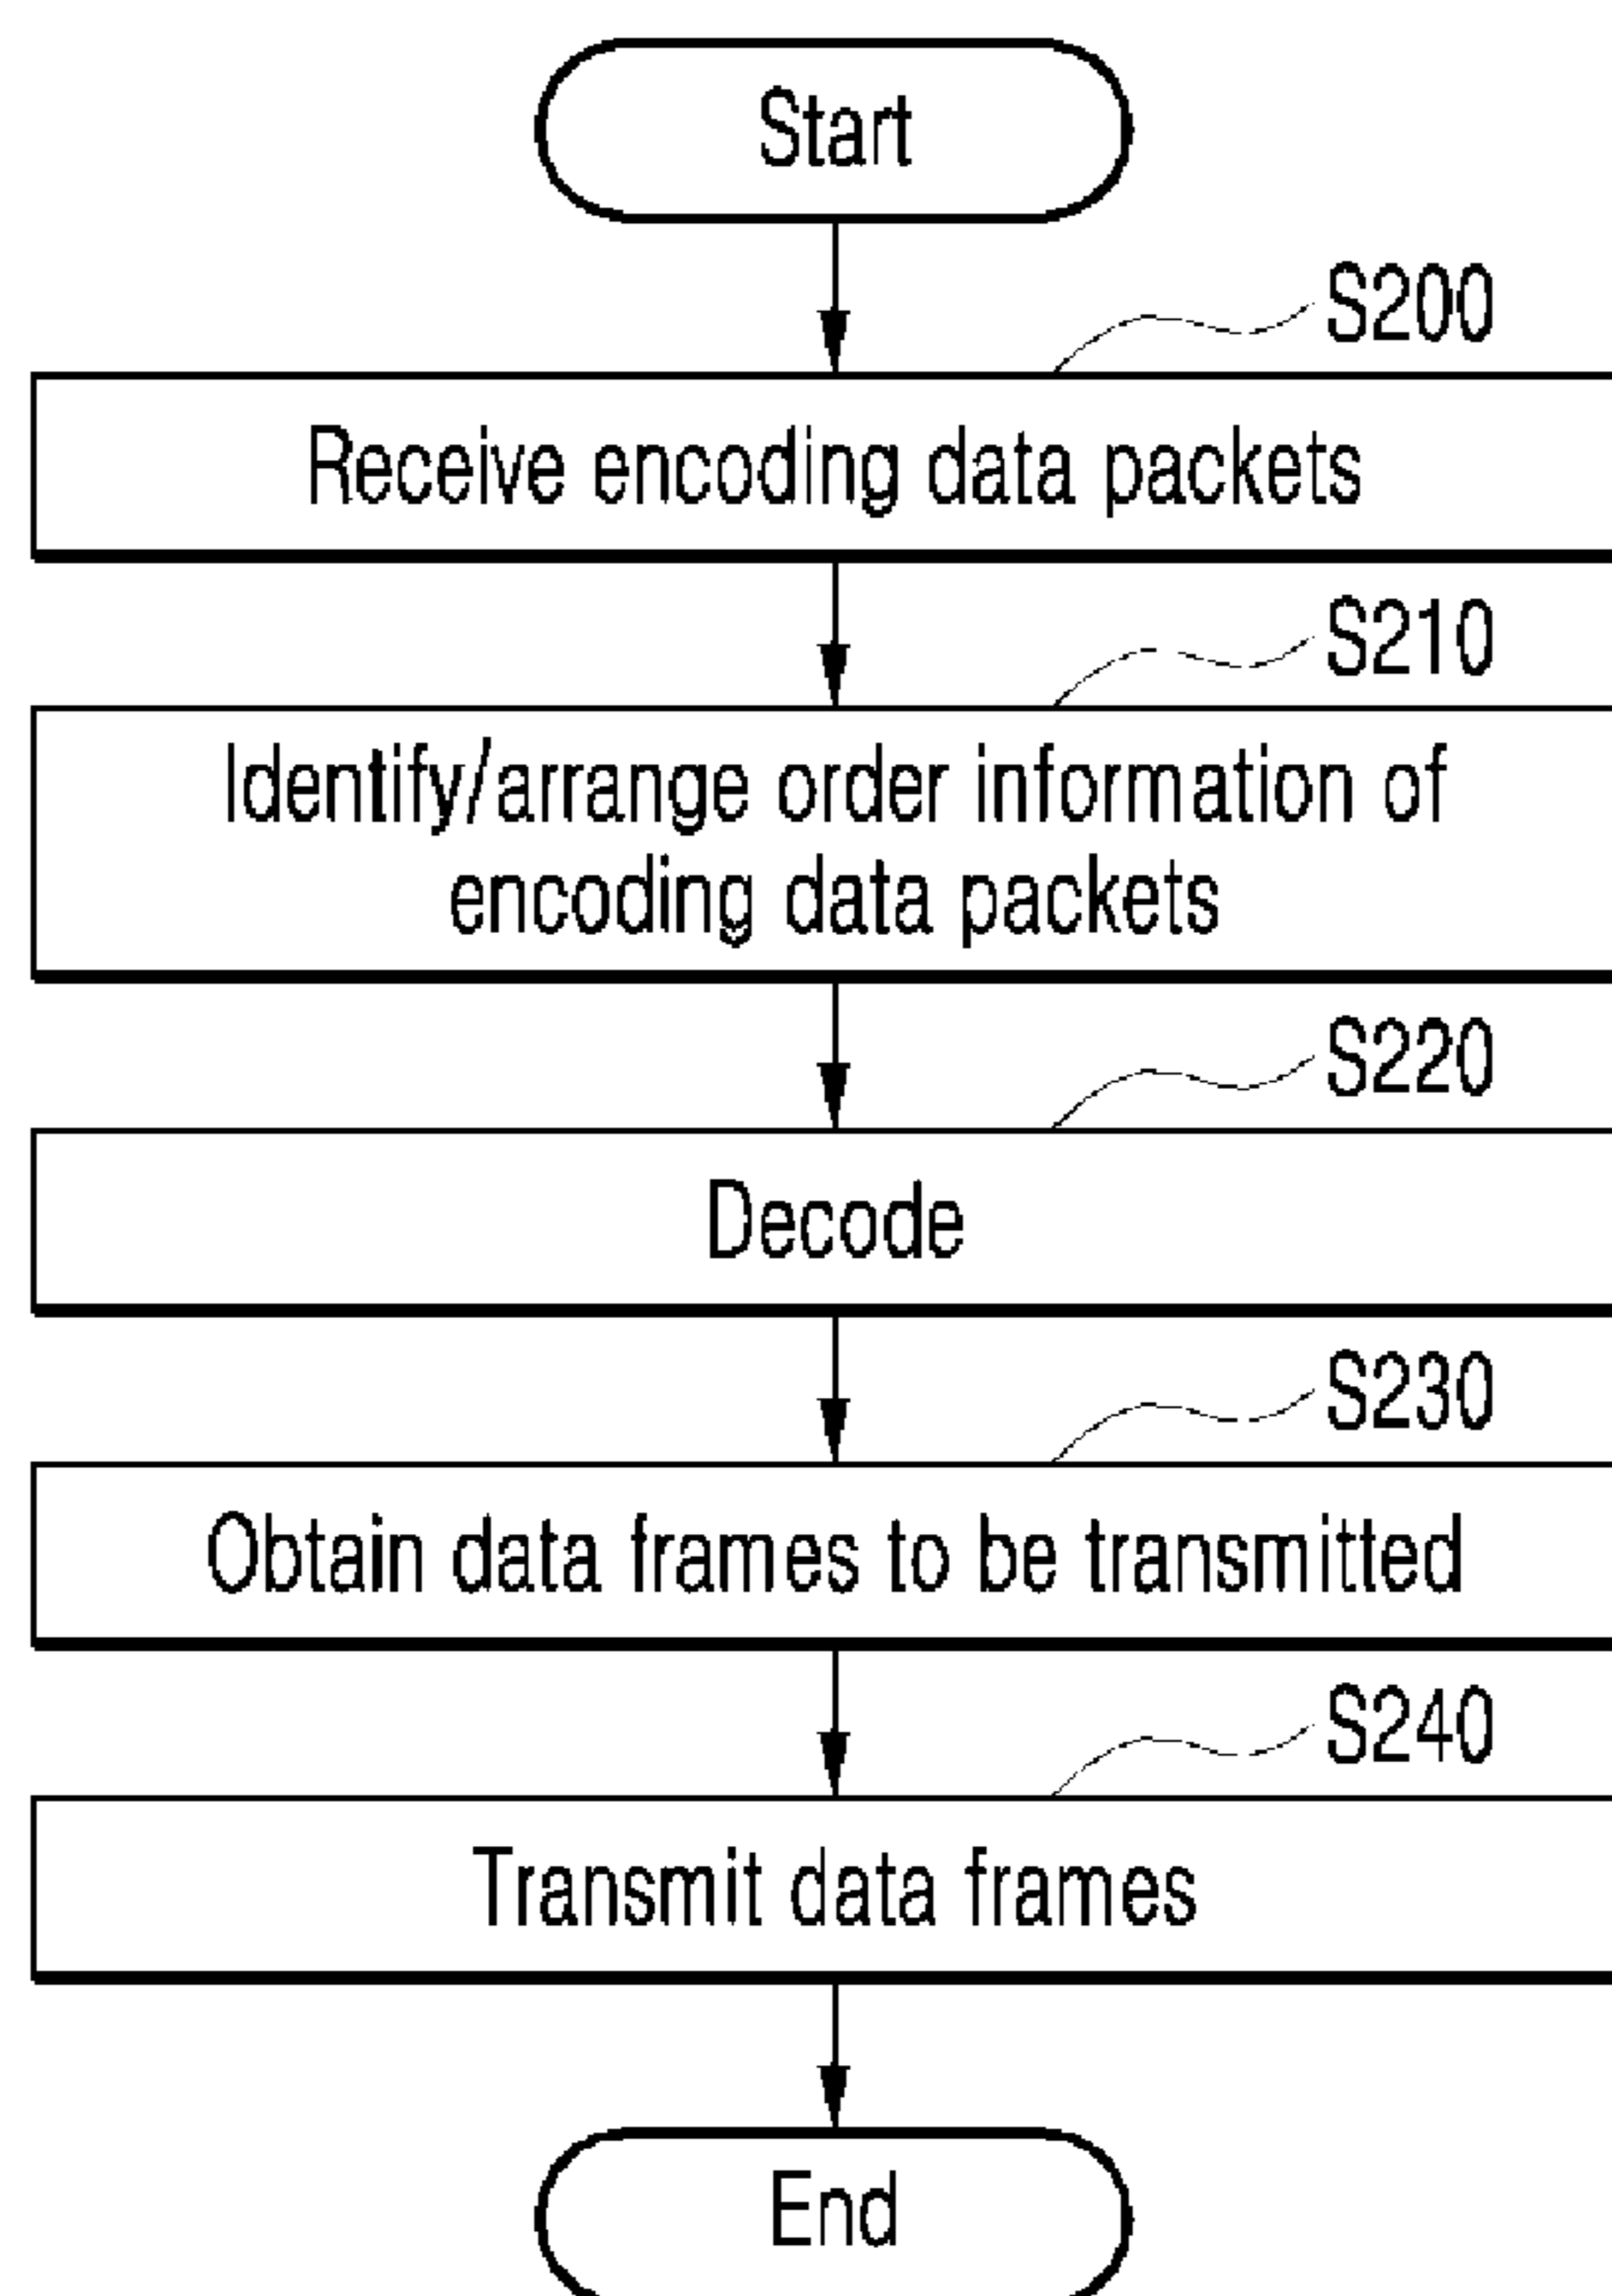 Start
S200
Receive encoding data packets
S210
Identify/arrange order information of
encoding data packets
S220
Decode
S230
Obtain data frames to be transmitted
S240
Transmit data frames
End